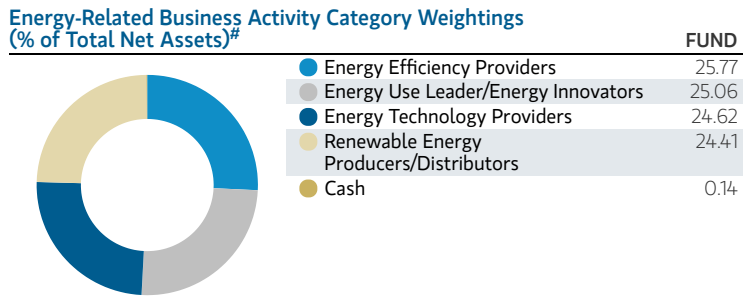 Energy-Related Business Activity Category Weightings
(% of Total Net Assets)# FUND
Energy Efficiency Providers 25.77
Energy Use Leader/Energy Innovators 25.06
Energy Technology Providers 24.62
Renewable Energy 24.41
Producers/Distributors
Cash 0.14